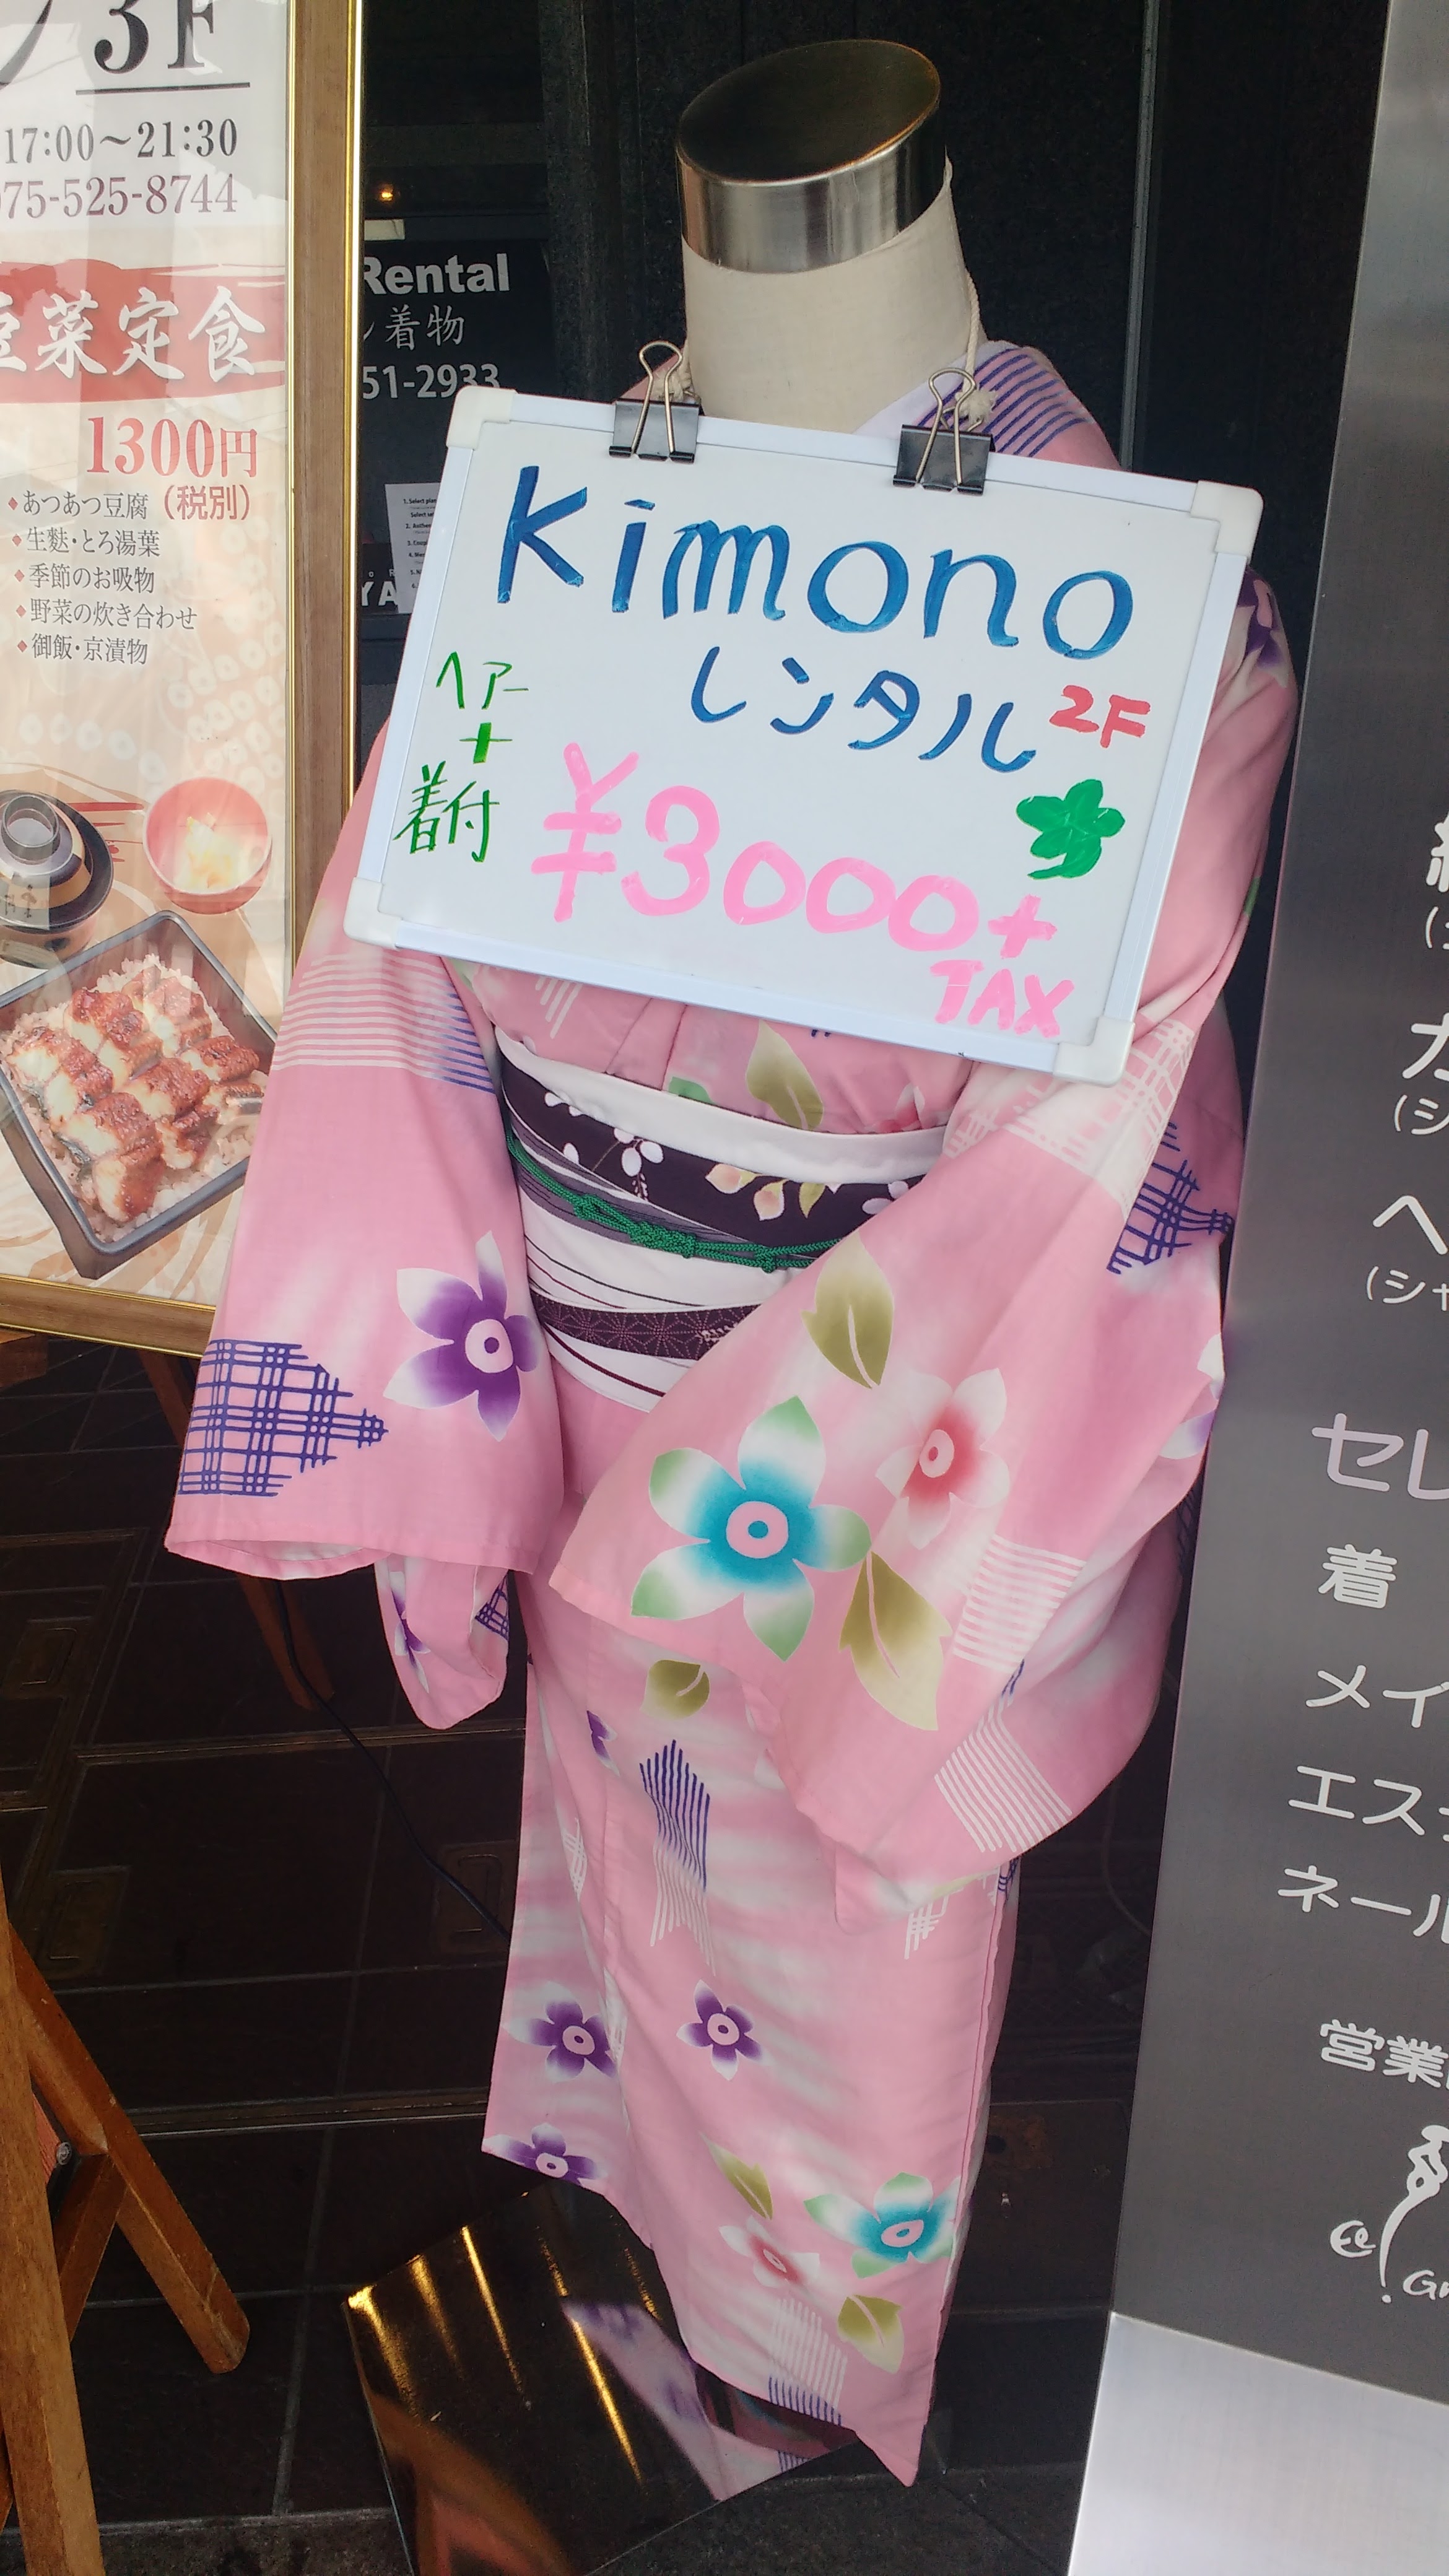 3F
17:00〜21:30
075-525-8744
豆菜定食
1300円
あつあつ豆腐 (税別)
生麩・とろ湯葉
季節のお吸物
野菜の炊き合わせ
御飯・京漬物
Rental
着物
51-2933
Kimono
レンタル 2F
ヘアー
+
着付
¥3000+
TAX
セレ
着
メイ
エス
ネール
営業